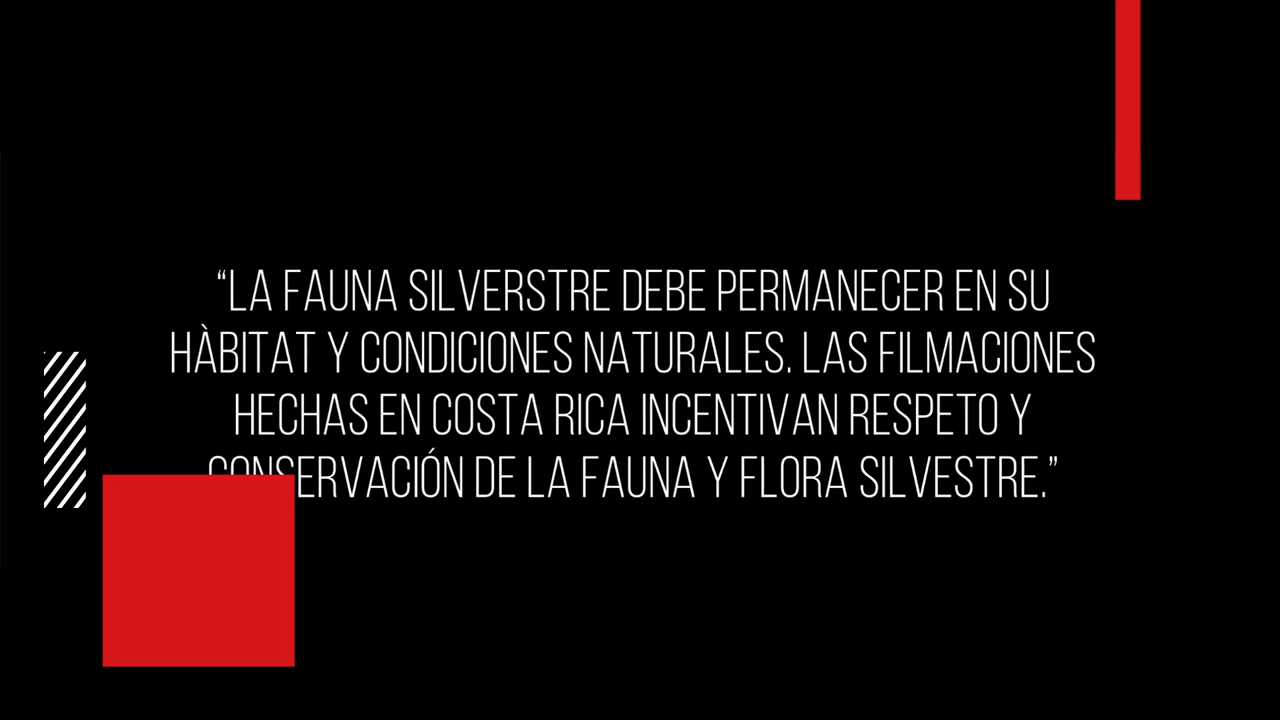 “LA FAUNA SILVERSTRE DEBE PERMANECER EN SU
HÀBITAT Y CONDICIONES NATURALES. LAS FILMACIONES
HECHAS EN COSTA RICA INCENTIVAN RESPETO Y
CONSERVACIÓN DE LA FAUNA Y FLORA SILVESTRE.”